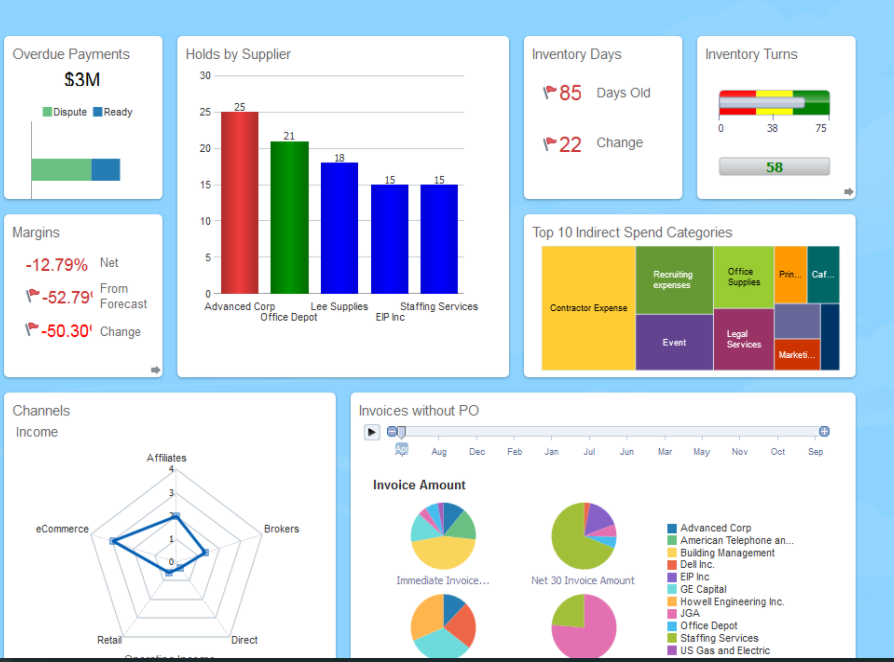 Overdue Payments
$3M
Dispute Ready
Holds by Supplier
30
25
20
15
10
5
0
25
21
18
15
15
Advanced Corp
Office Depot
Lee Supplies
EIP Inc
Staffing Services
Inventory Days
85 Days Old
22 Change
Inventory Turns
0 38 75
58
Margins
-12.79% Net
-52.79 From
Forecast
-50.30 Change
Top 10 Indirect Spend Categories
Contractor Expense
Recruiting
expenses
Event
Office
Supplies
Legal
Services
Prin...
Caf...
Marketi...
Channels
Income
Affiliates
4
3
2
1
0
eCommerce
Brokers
Retail
Direct
Operating Income
Invoices without PO
Apr Aug Dec Feb Jan Jul Jun Mar May Nov Oct Sep
Invoice Amount
Immediate Invoice...
Net 30 Invoice Amount
Advanced Corp
American Telephone an...
Building Management
Dell Inc.
EIP Inc
GE Capital
Howell Engineering Inc.
JGA
Office Depot
Staffing Services
US Gas and Electric